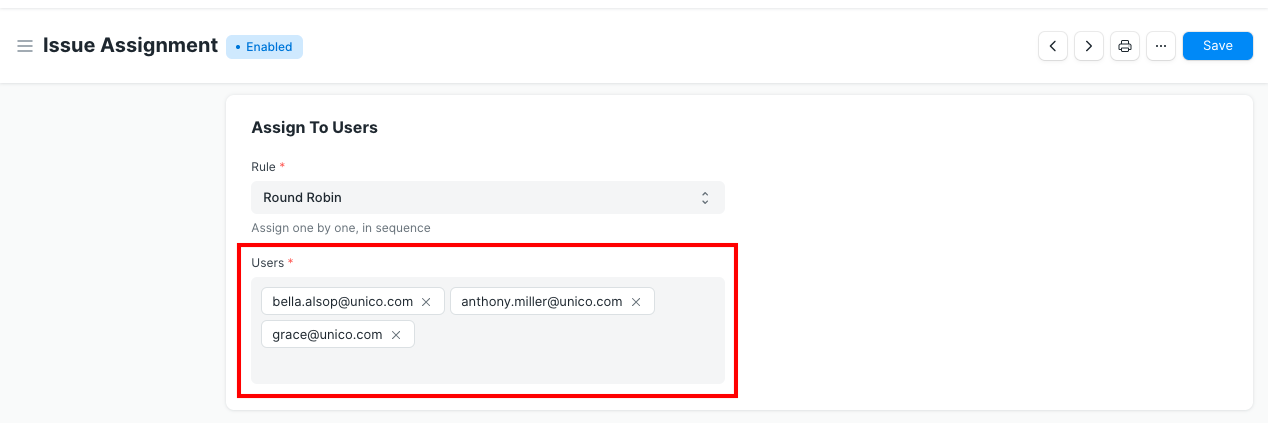 Issue Assignment • Enabled Save
Assign To Users
Rule *
Round Robin
Assign one by one, in sequence
Users *
bella.alsop@unico.com × anthony.miller@unico.com ×
grace@unico.com ×